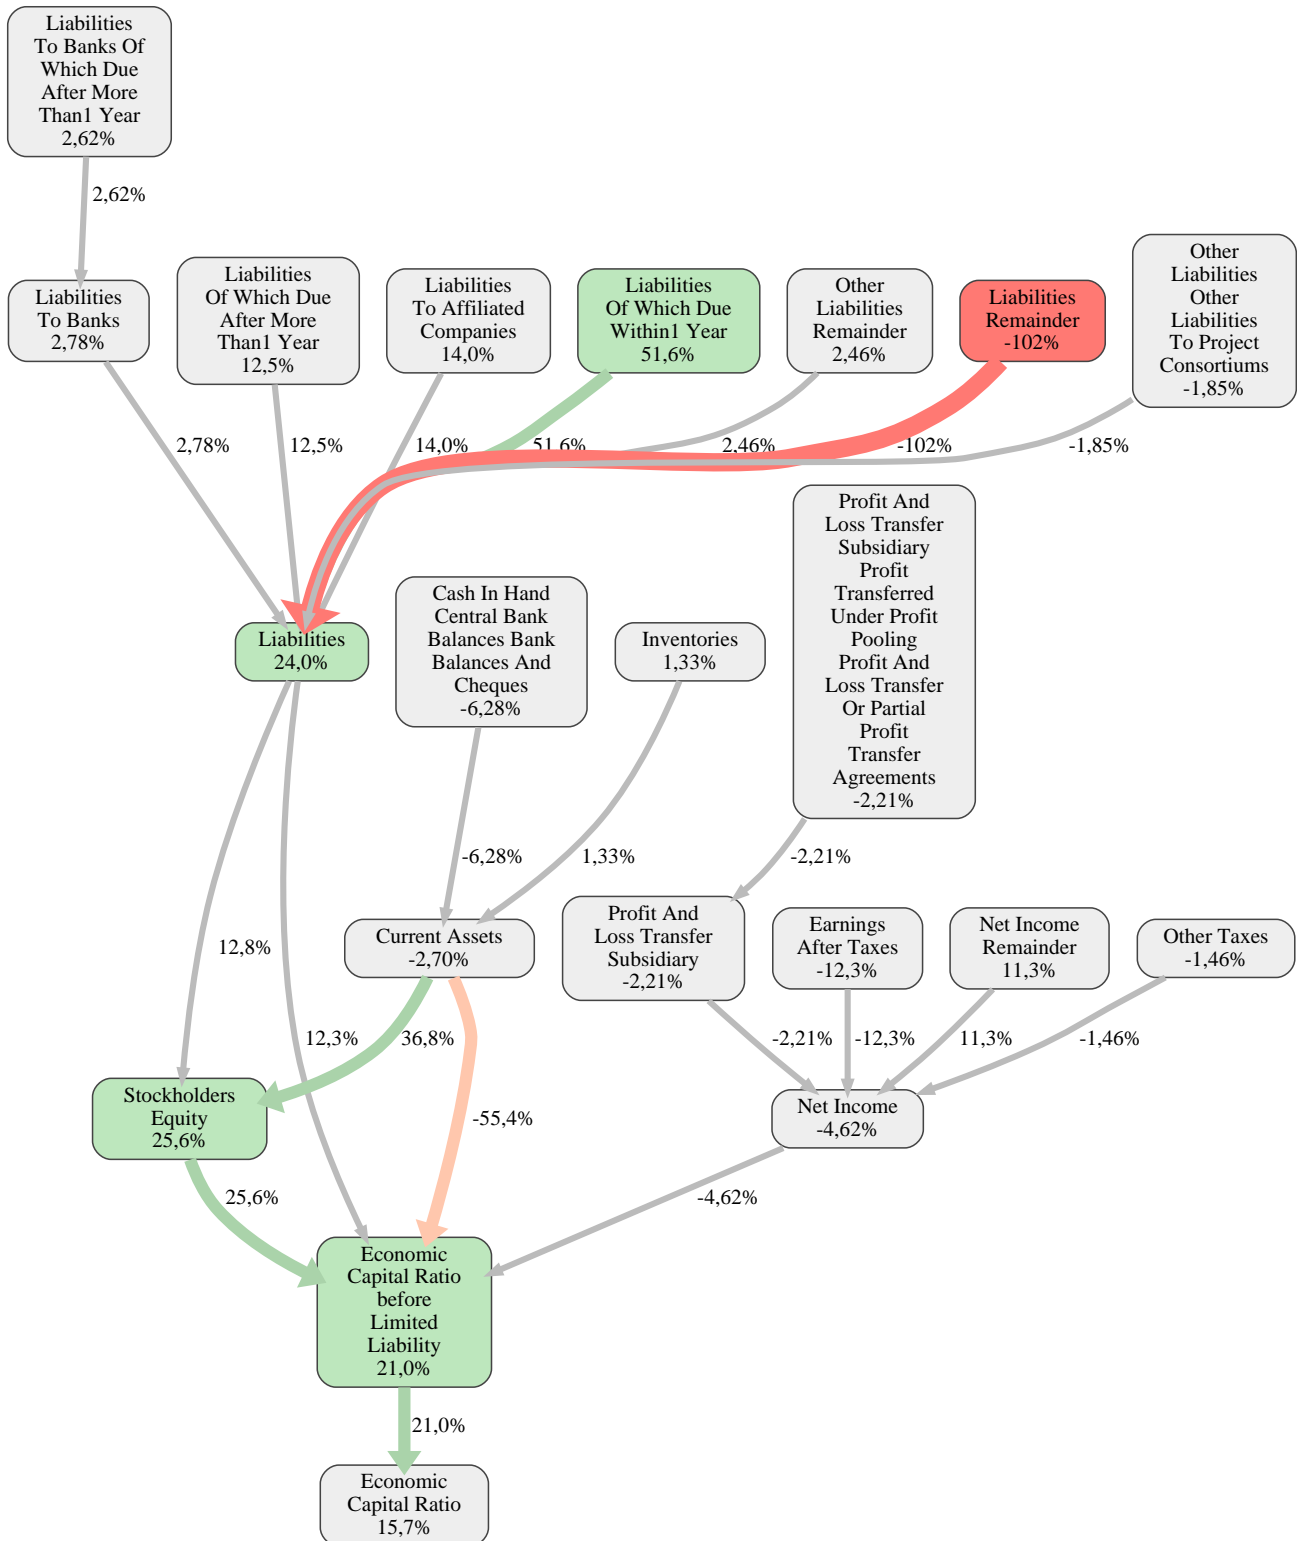 Liabilities
To Banks Of
Which Due
After More
Than1 Year
2,62%
2,62%
Liabilities
To Banks
2,78%
Liabilities
Of Which Due
After More
Than1 Year
12,5%
Liabilities
To Affiliated
Companies
14,0%
Liabilities
Of Which Due
Within1 Year
51,6%
Other
Liabilities
Remainder
2,46%
Liabilities
Remainder
-102%
Other
Liabilities
Other
Liabilities
To Project
Consortiums
-1,85%
2,78%
12,5%
14,0%
51,6%
2,46%
-102%
-1,85%
Profit And
Loss Transfer
Subsidiary
Profit
Transferred
Under Profit
Pooling
Profit And
Loss Transfer
Or Partial
Profit
Transfer
Agreements
-2,21%
Cash In Hand
Central Bank
Balances Bank
Balances And
Cheques
-6,28%
Inventories
1,33%
Liabilities
24,0%
-6,28%
1,33%
-2,21%
Current Assets
-2,70%
Profit And
Loss Transfer
Subsidiary
-2,21%
Earnings
After Taxes
-12,3%
Net Income
Remainder
11,3%
Other Taxes
-1,46%
12,8%
12,3%
36,8%
-2,21%
-12,3%
11,3%
-1,46%
Stockholders
Equity
25,6%
-55,4%
Net Income
-4,62%
25,6%
-4,62%
Economic
Capital Ratio
before
Limited
Liability
21,0%
21,0%
Economic
Capital Ratio
15,7%